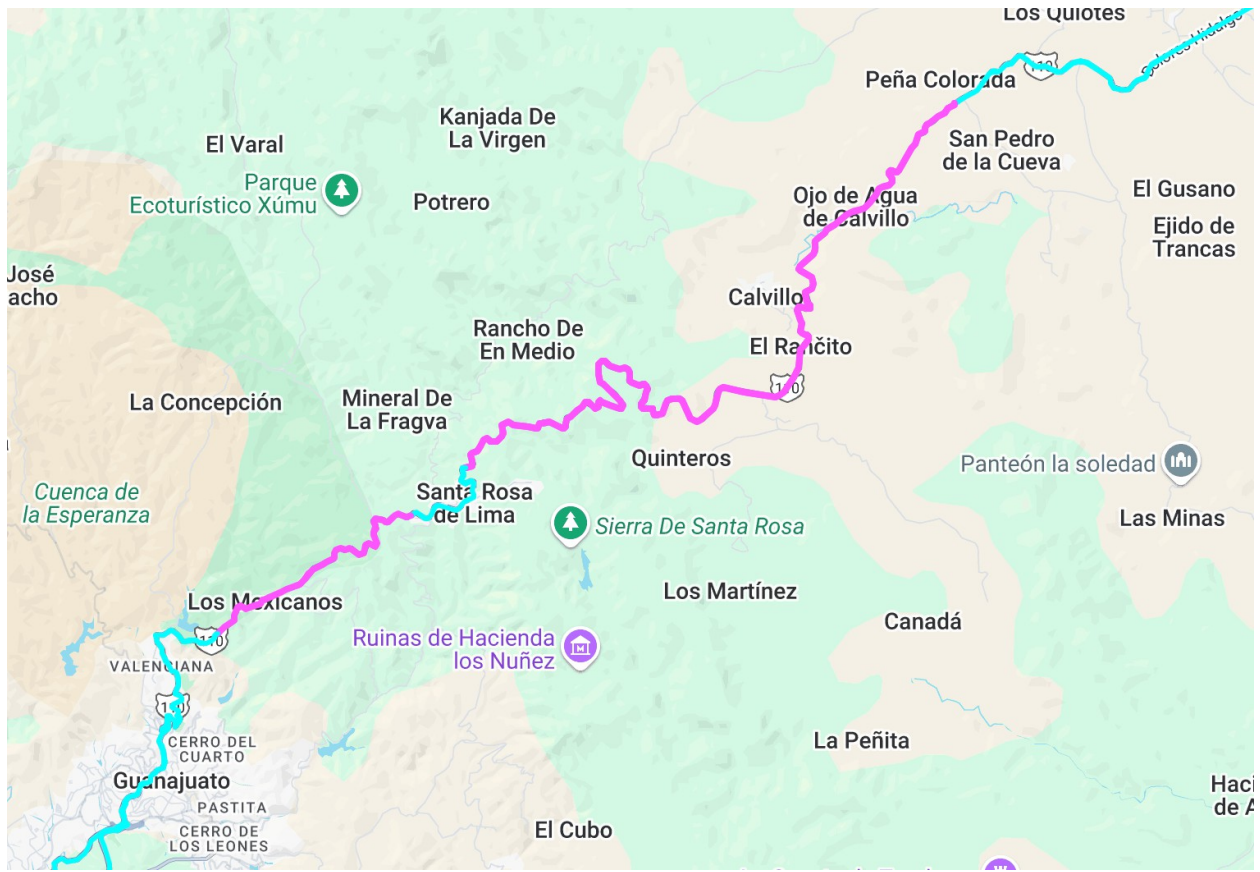 Los Quiotes
110
Dolores Hidalgo
Peña Colorada
Kanjada De
La Virgen
El Varal
San Pedro
de la Cueva
Parque
Ecoturístico Xúmu
Potrero
Ojo de Agua
de Calvillo
El Gusano
Ejido de
Trancas
José
acho
Calvillo
Rancho De
En Medio
El Ranchito
110
La Concepción
Mineral De
La Fragva
Quinteros
Panteón la soledad
Cuenca de
la Esperanza
Santa Rosa
de Lima
Sierra De Santa Rosa
Las Minas
Los Mexicanos
Los Martínez
110
Canadá
Ruinas de Hacienda
los Nuñez
VALENCIANA
110
CERRO DEL
CUARTO
La Peñita
Guanajuato
PASTITA
Haci
de A
CERRO DE
LOS LEONES
El Cubo